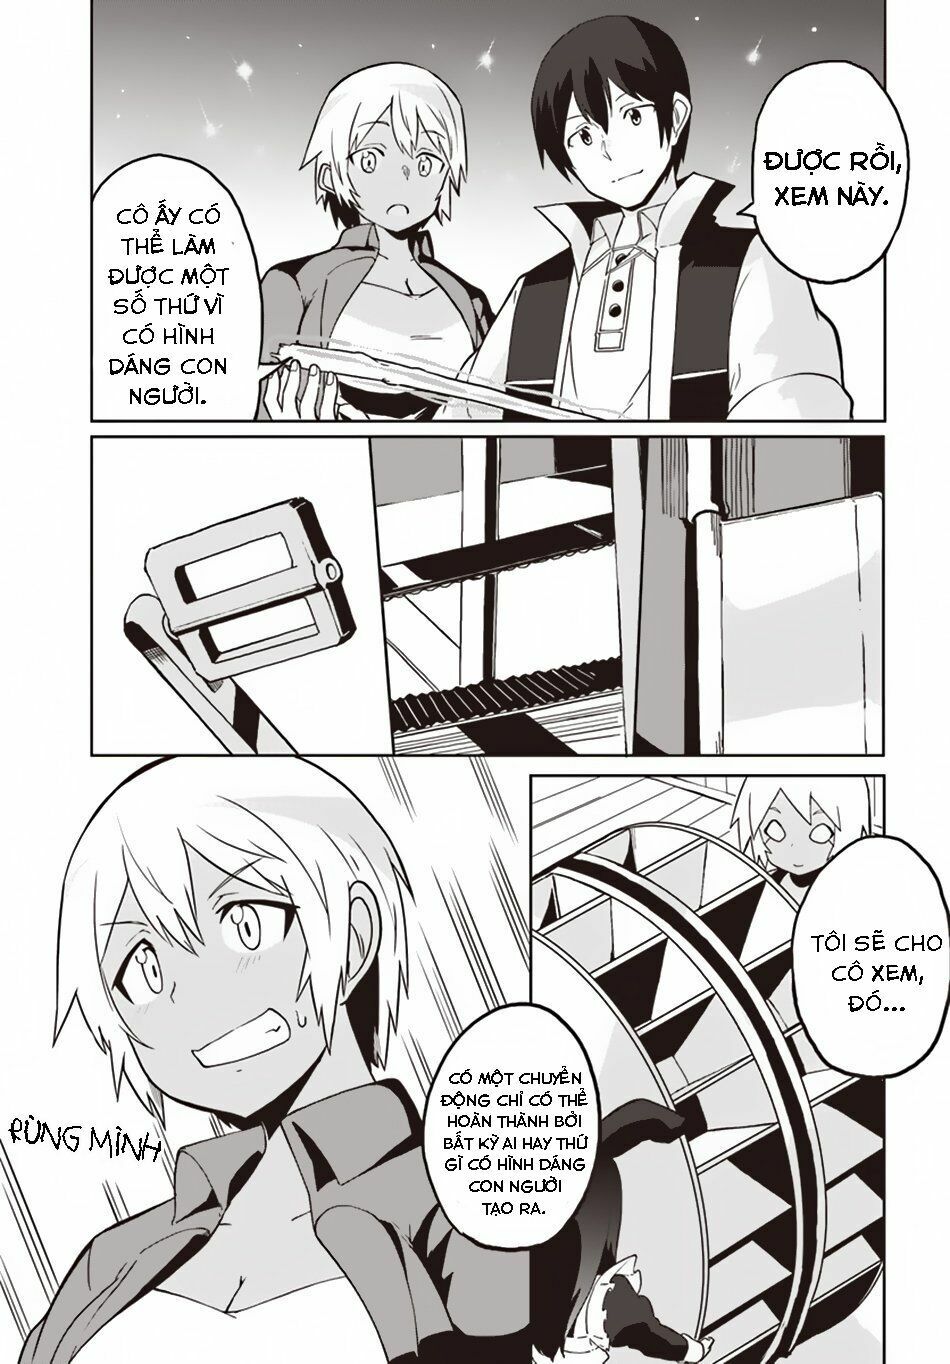 ĐƯỢC RỒI,
XEM NÀY.
CÔ ẤY CÓ
THỂ LÀM
ĐƯỢC MỘT
SỐ THỨ VÌ
CÓ HÌNH
DÁNG CON
NGƯỜI.
TÔI SẼ CHO
CÔ XEM,
ĐÓ...
CÓ MỘT CHUYỂN
ĐỘNG CHỈ CÓ THỂ
HOÀN THÀNH BỞI
BẤT KỲ AI HAY THỨ
GÌ CÓ HÌNH DÁNG
CON NGƯỜI
TẠO RA.
RÙNG MÌNH